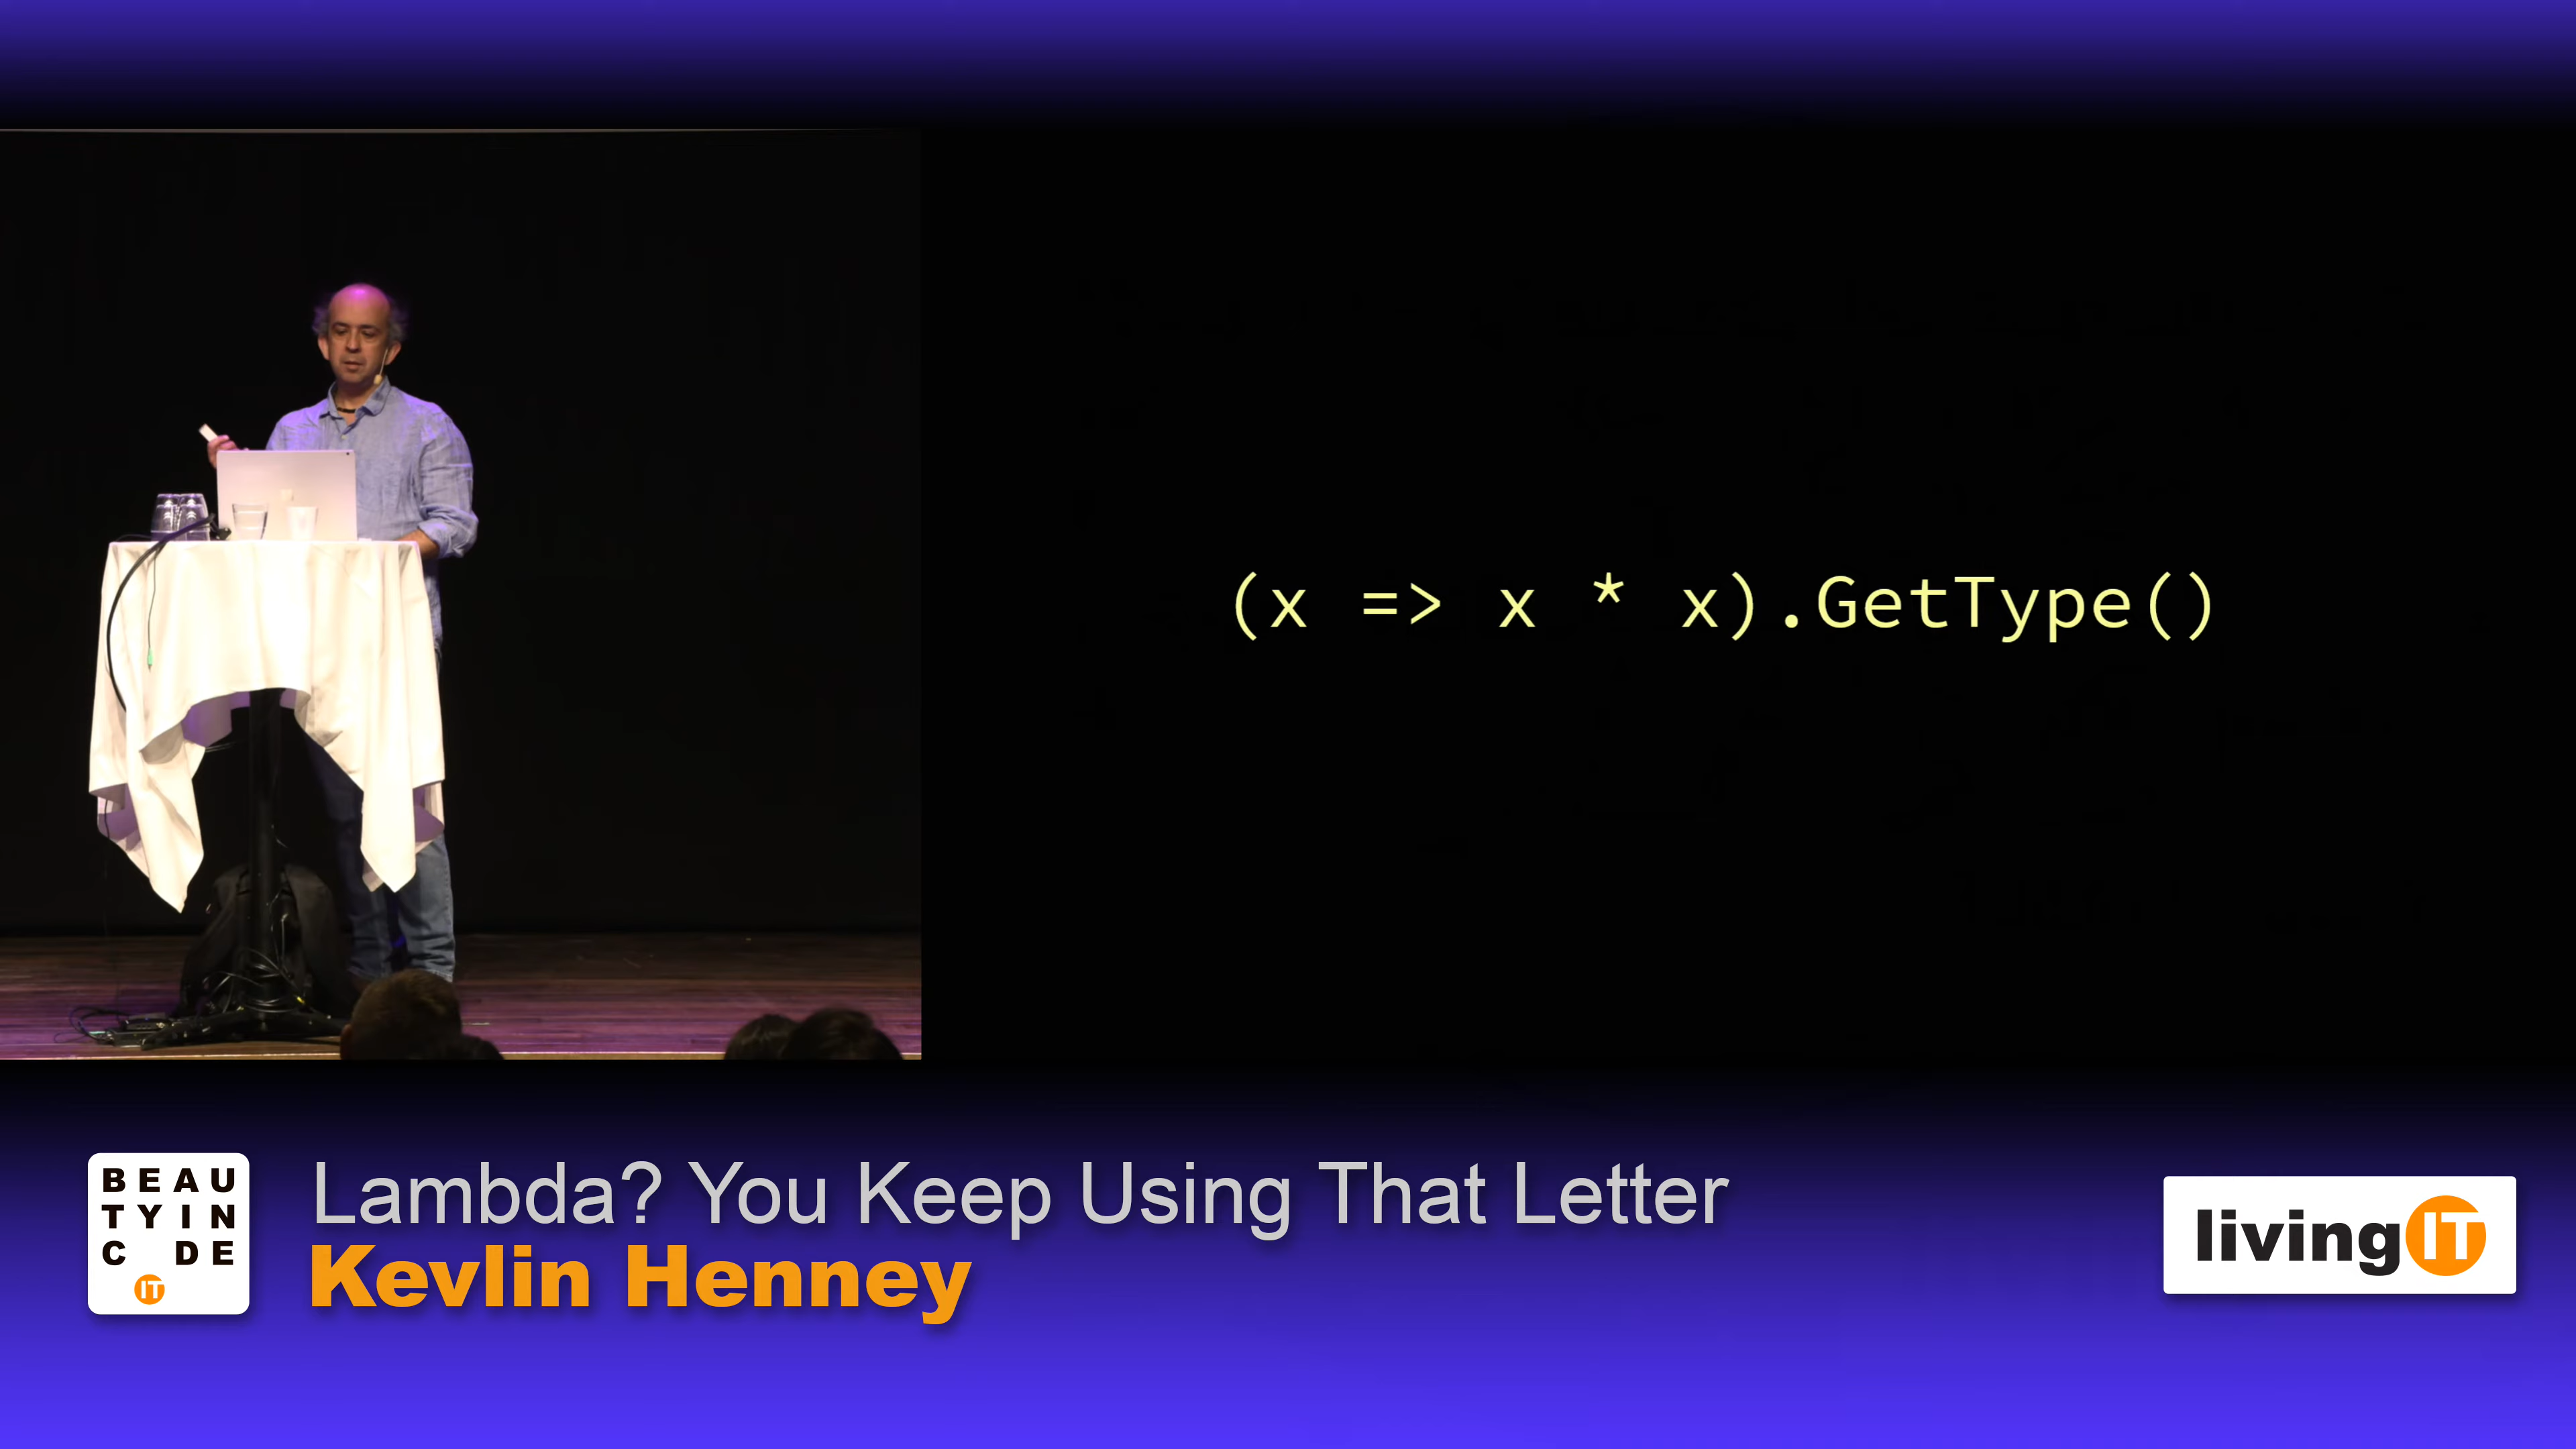 (x => x * x).GetType()
BEAU
TYIN
C DE
IT
Lambda? You Keep Using That Letter
Kevlin Henney
livingIT